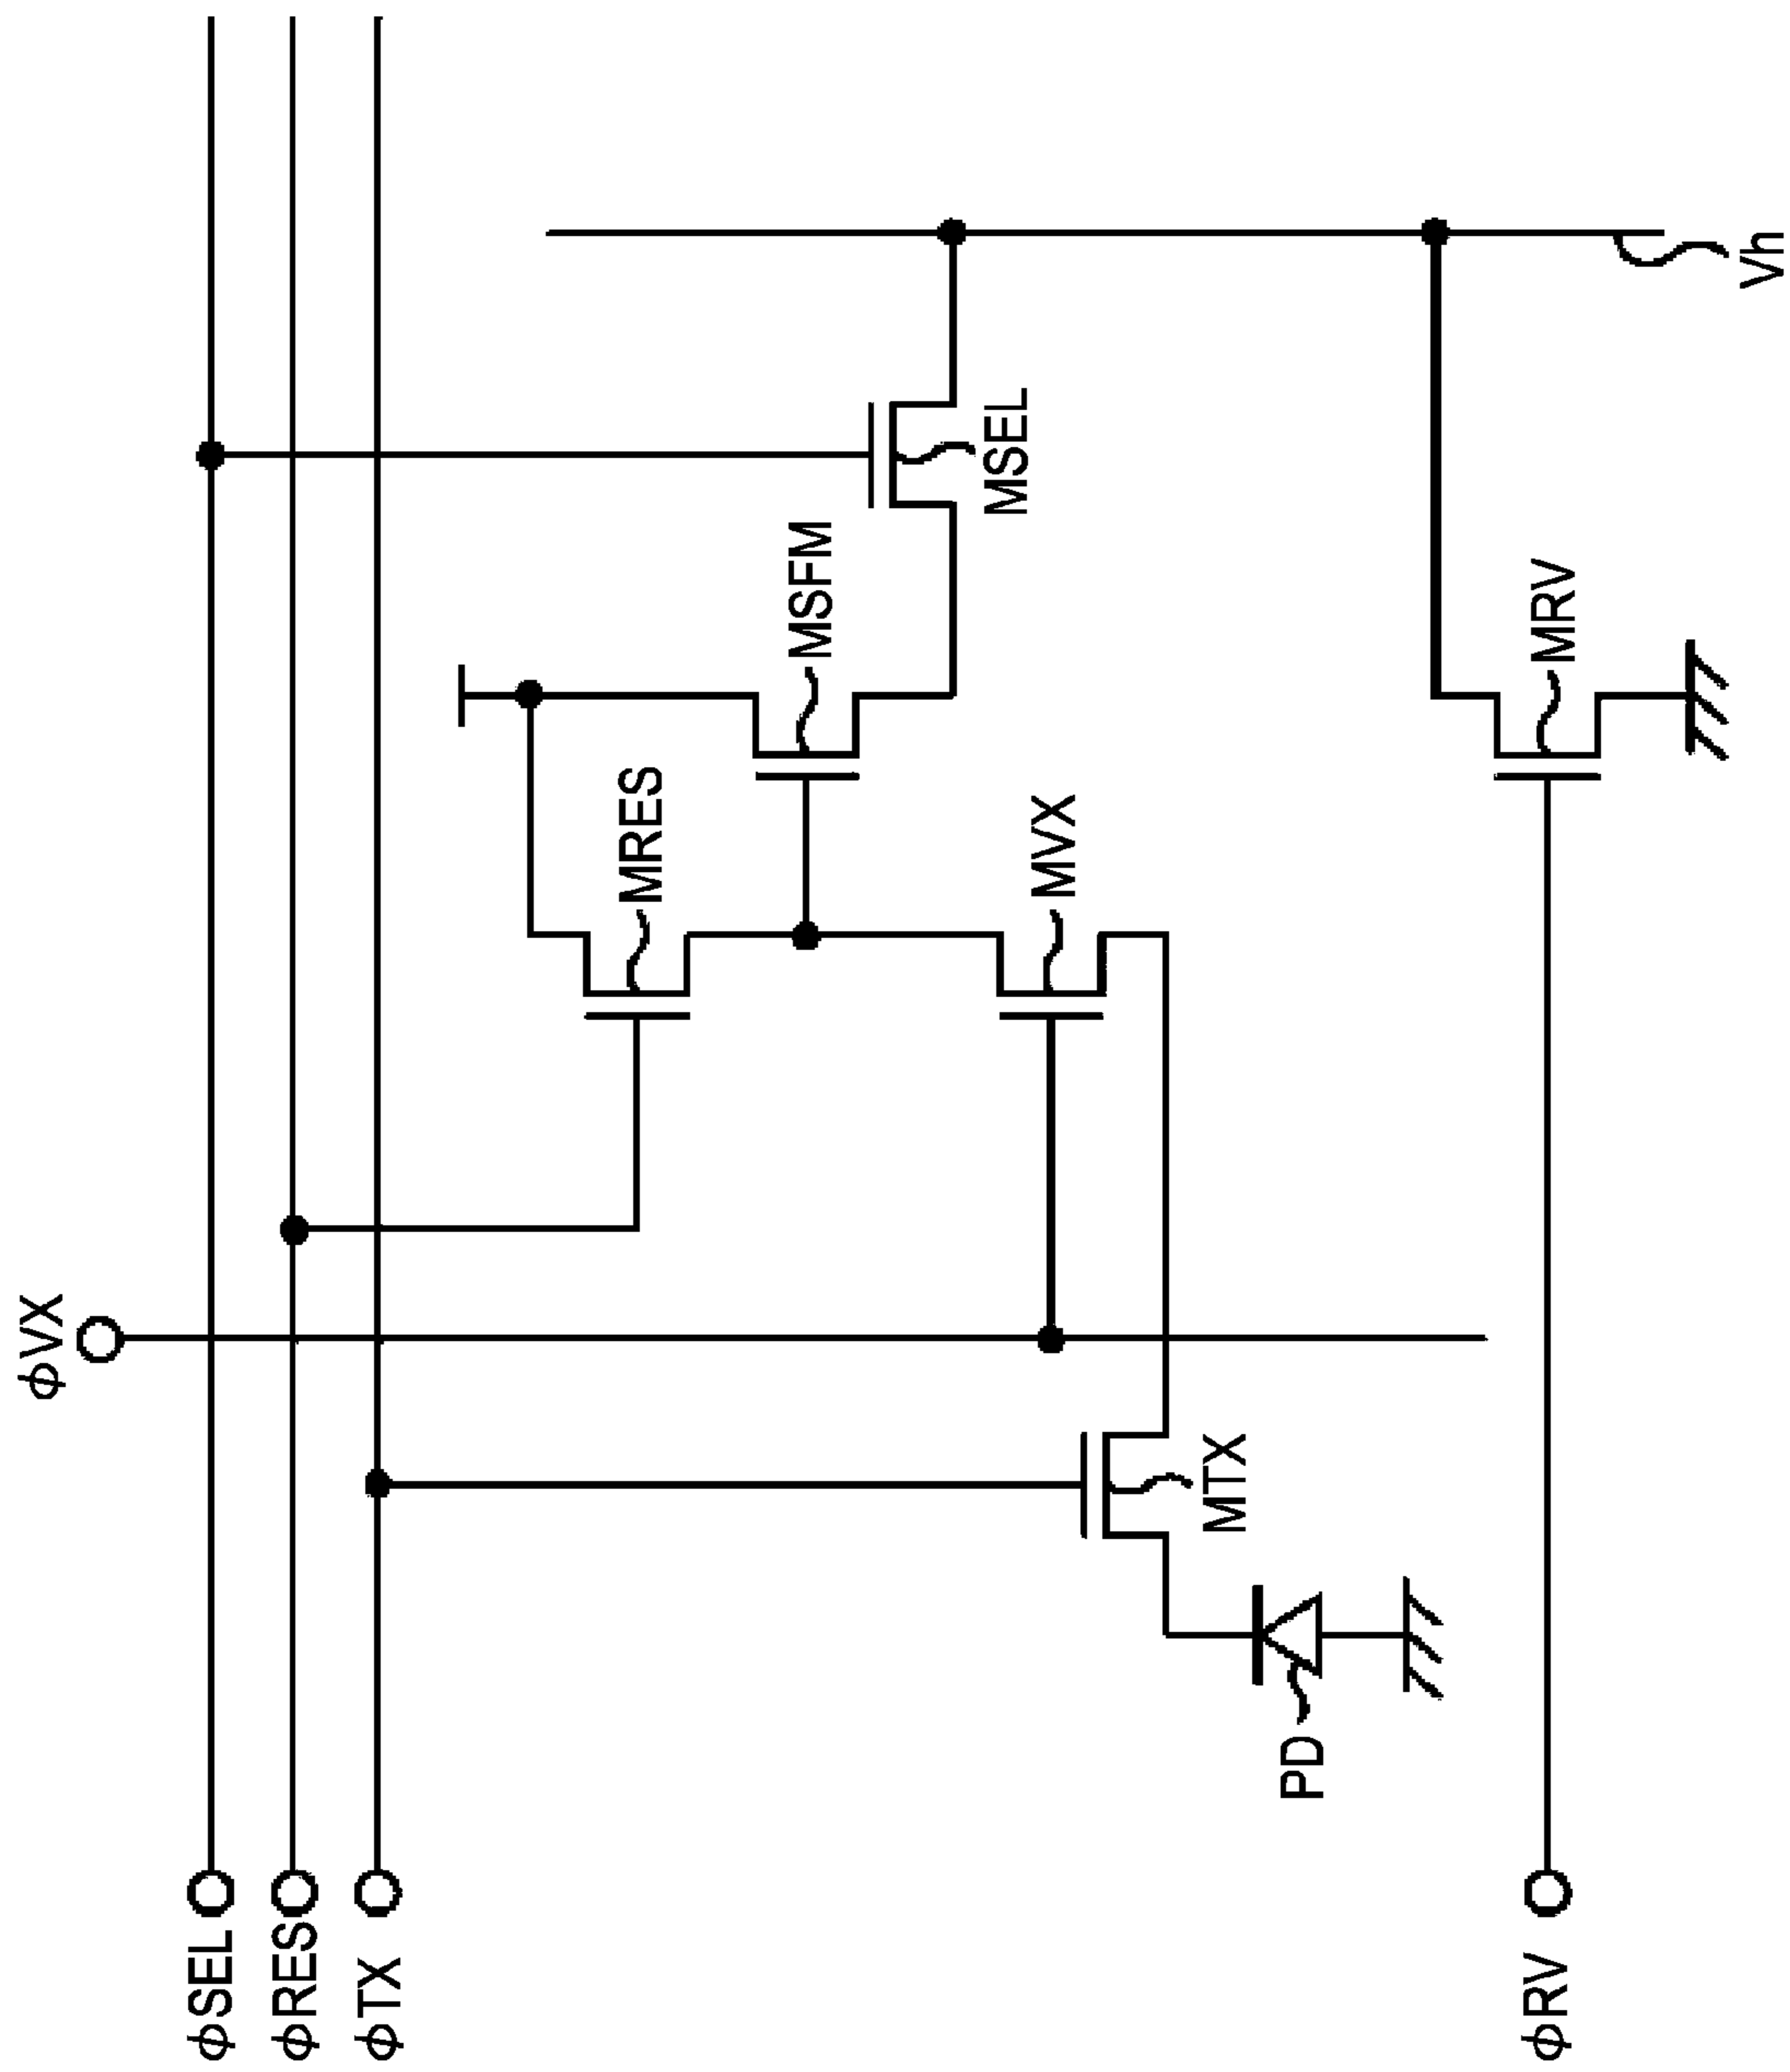 φVX
φSEL
φRES
φTX
MSEL
MSFM
MRES
MVX
MTX
PD
MRV
φRV
Vh